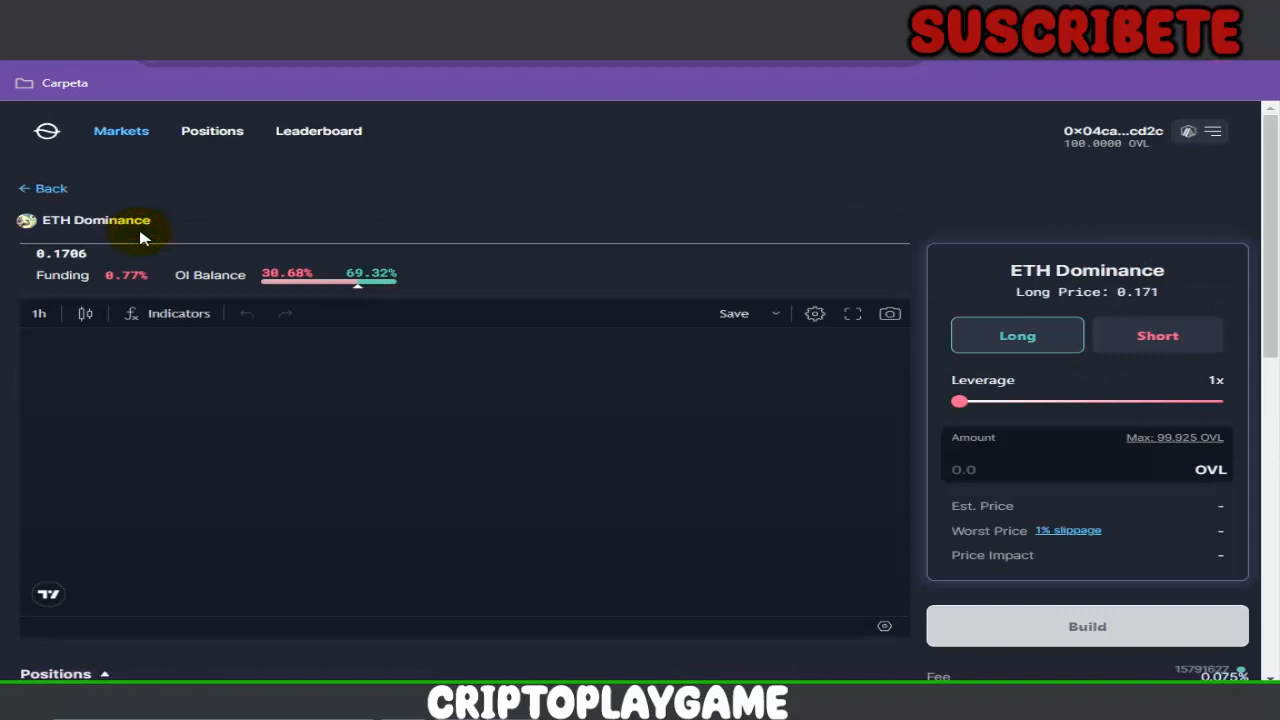 SUSCRIBETE
Carpeta
Markets Positions Leaderboard
0×04ca...cd2c
100.0000 OVL
← Back
ETH Dominance
0.1706
Funding 0.77% OI Balance 30.68% 69.32%
1h Indicators Save
ETH Dominance
Long Price: 0.171
Long Short
Leverage 1x
Amount Max: 99.925 OVL
0.0 OVL
Est. Price -
Worst Price 1% slippage -
Price Impact -
Build
Positions
15791627
Fee 0.075%
CRIPTOPLAYGAME